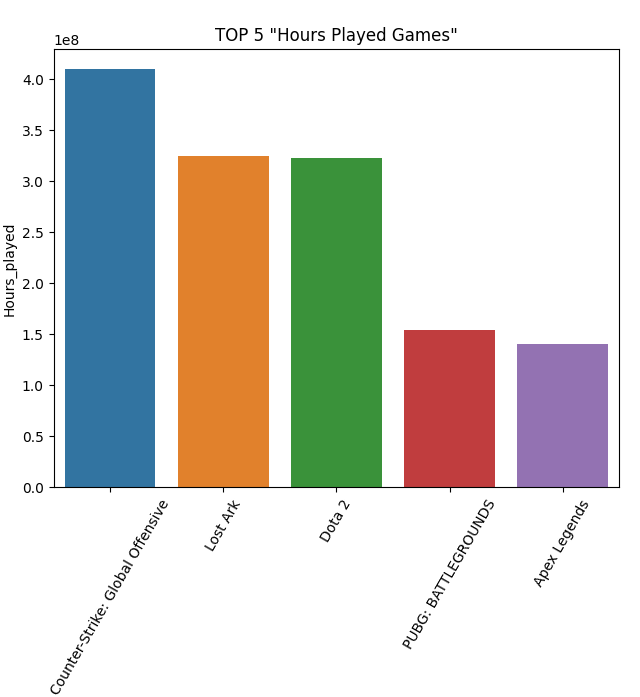 TOP 5 "Hours Played Games"
1e8
4.0
3.5
3.0
2.5
2.0
1.5
1.0
0.5
0.0
Hours_played
Counter-Strike: Global Offensive
Lost Ark
Dota 2
PUBG: BATTLEGROUNDS
Apex Legends